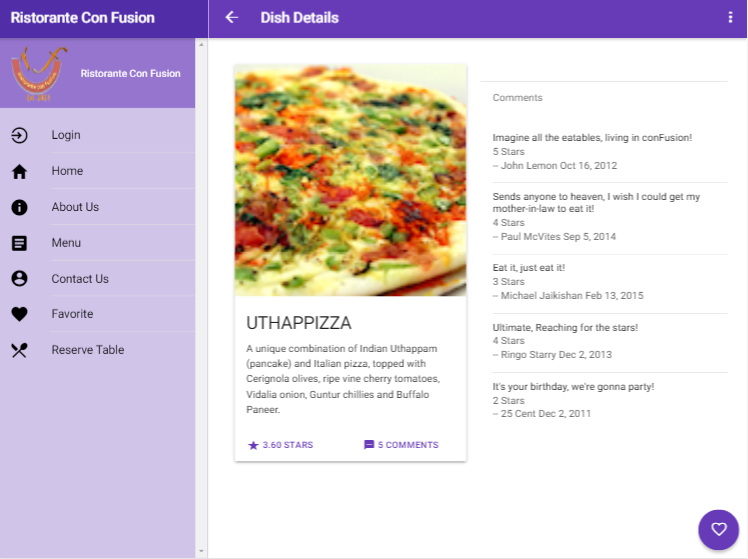 Ristorante Con Fusion
Dish Details
Ristorante Con Fusion
Ristorante Con Fusion
Login
Home
About Us
Menu
Contact Us
Favorite
Reserve Table
UTHAPPIZZA
A unique combination of Indian Uthappam
(pancake) and Italian pizza, topped with
Cerignola olives, ripe vine cherry tomatoes,
Vidalia onion, Guntur chillies and Buffalo
Paneer.
3.60 STARS
5 COMMENTS
Comments
Imagine all the eatables, living in conFusion!
5 Stars
-- John Lemon Oct 16, 2012
Sends anyone to heaven, I wish I could get my
mother-in-law to eat it!
4 Stars
-- Paul McVites Sep 5, 2014
Eat it, just eat it!
3 Stars
-- Michael Jaikishan Feb 13, 2015
Ultimate, Reaching for the stars!
4 Stars
-- Ringo Starry Dec 2, 2013
It's your birthday, we're gonna party!
2 Stars
-- 25 Cent Dec 2, 2011